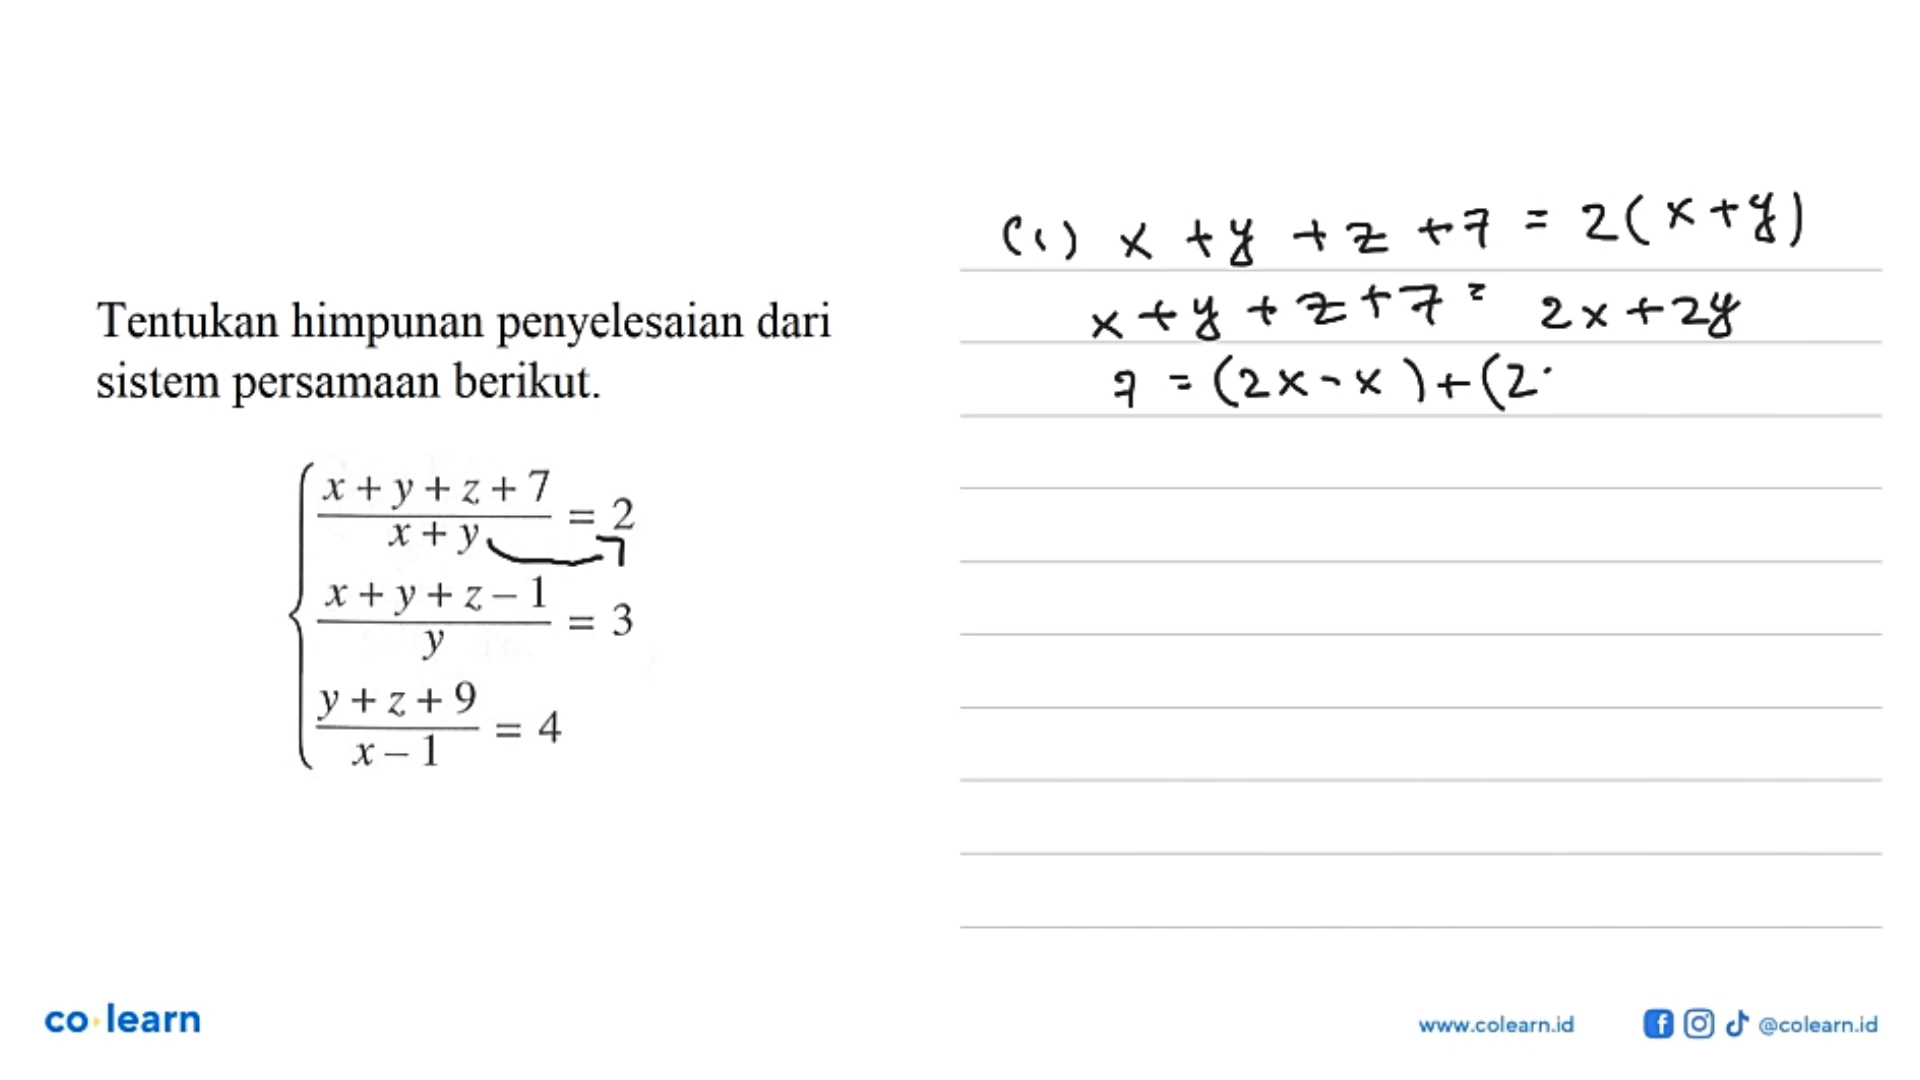 Tentukan himpunan penyelesaian dari
sistem persamaan berikut.
x + y + z + 7
x + y
= 2
x + y + z – 1
y
= 3
y + z + 9
x – 1
= 4
(1) x + y + z + 7 = 2(x + y)
x + y + z + 7 = 2x + 2y
7 = (2x - x) + (2
co learn
www.colearn.id
@colearn.id